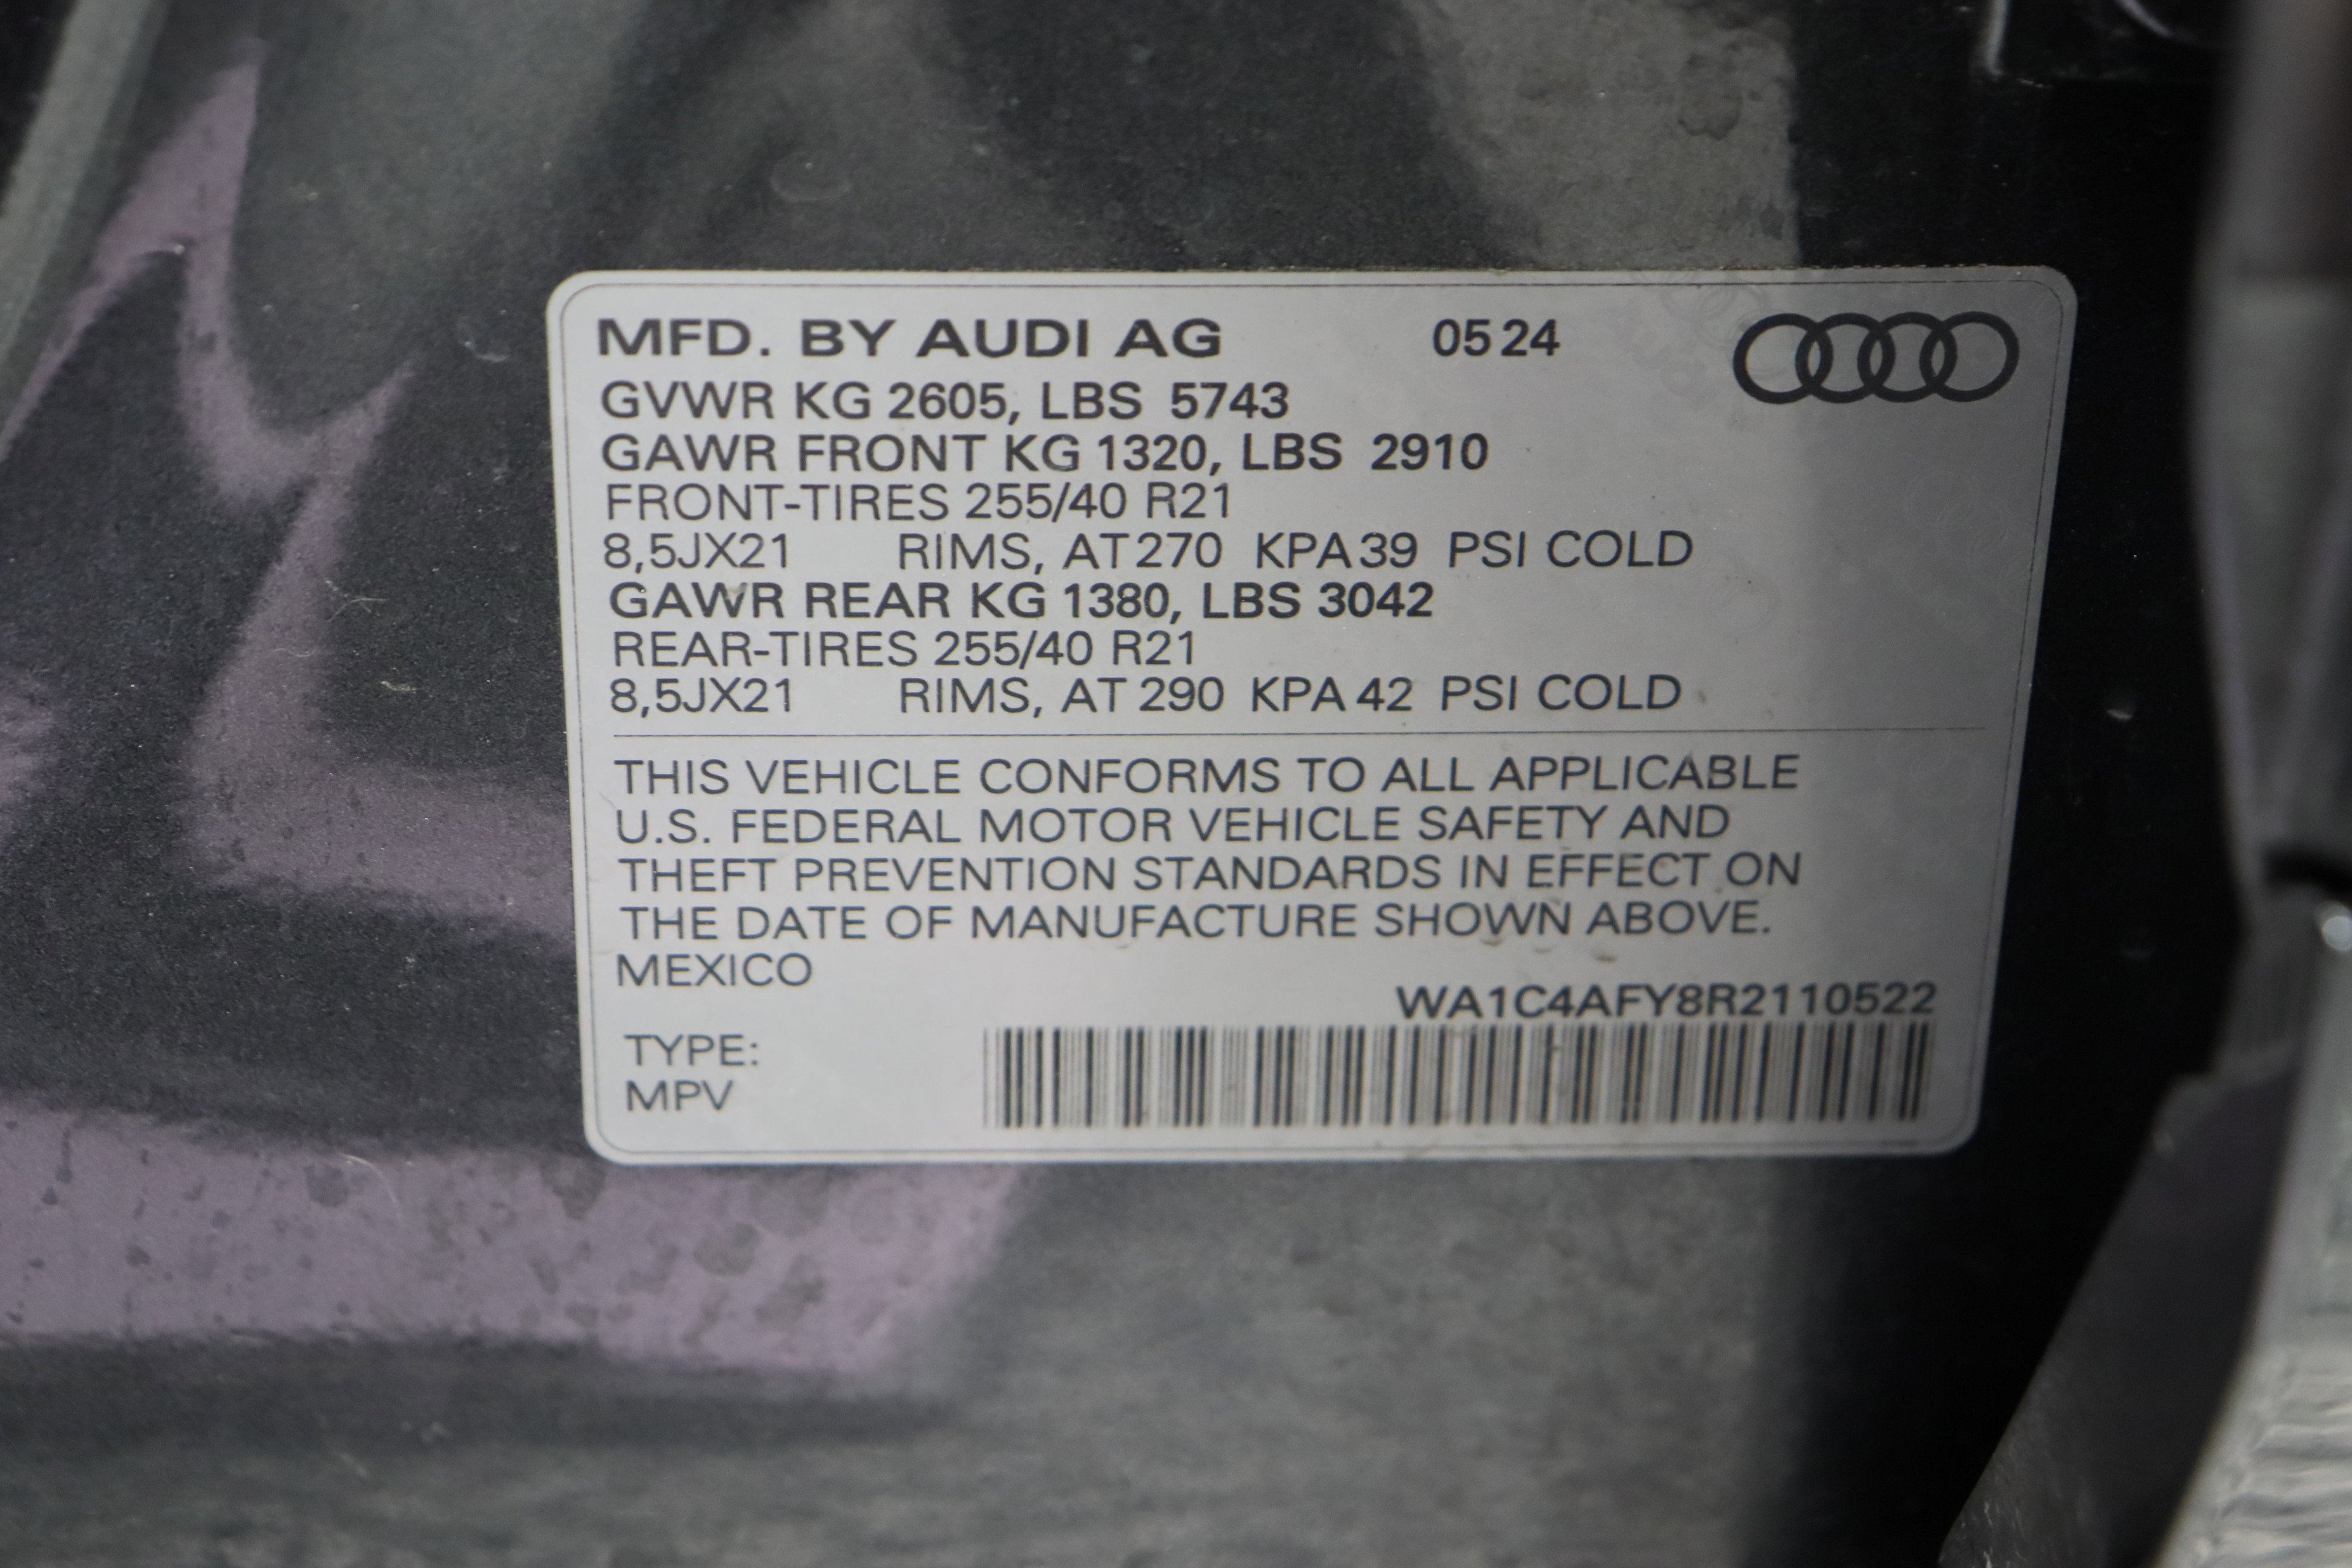 MFD. BY AUDI AG 05 24
GVWR KG 2605, LBS 5743
GAWR FRONT KG 1320, LBS 2910
FRONT-TIRES 255/40 R21
8,5JX21 RIMS, AT 270 KPA 39 PSI COLD
GAWR REAR KG 1380, LBS 3042
REAR-TIRES 255/40 R21
8,5JX21 RIMS, AT 290 KPA 42 PSI COLD
THIS VEHICLE CONFORMS TO ALL APPLICABLE
U.S. FEDERAL MOTOR VEHICLE SAFETY AND
THEFT PREVENTION STANDARDS IN EFFECT ON
THE DATE OF MANUFACTURE SHOWN ABOVE.
MEXICO
WA1C4AFY8R2110522
TYPE:
MPV